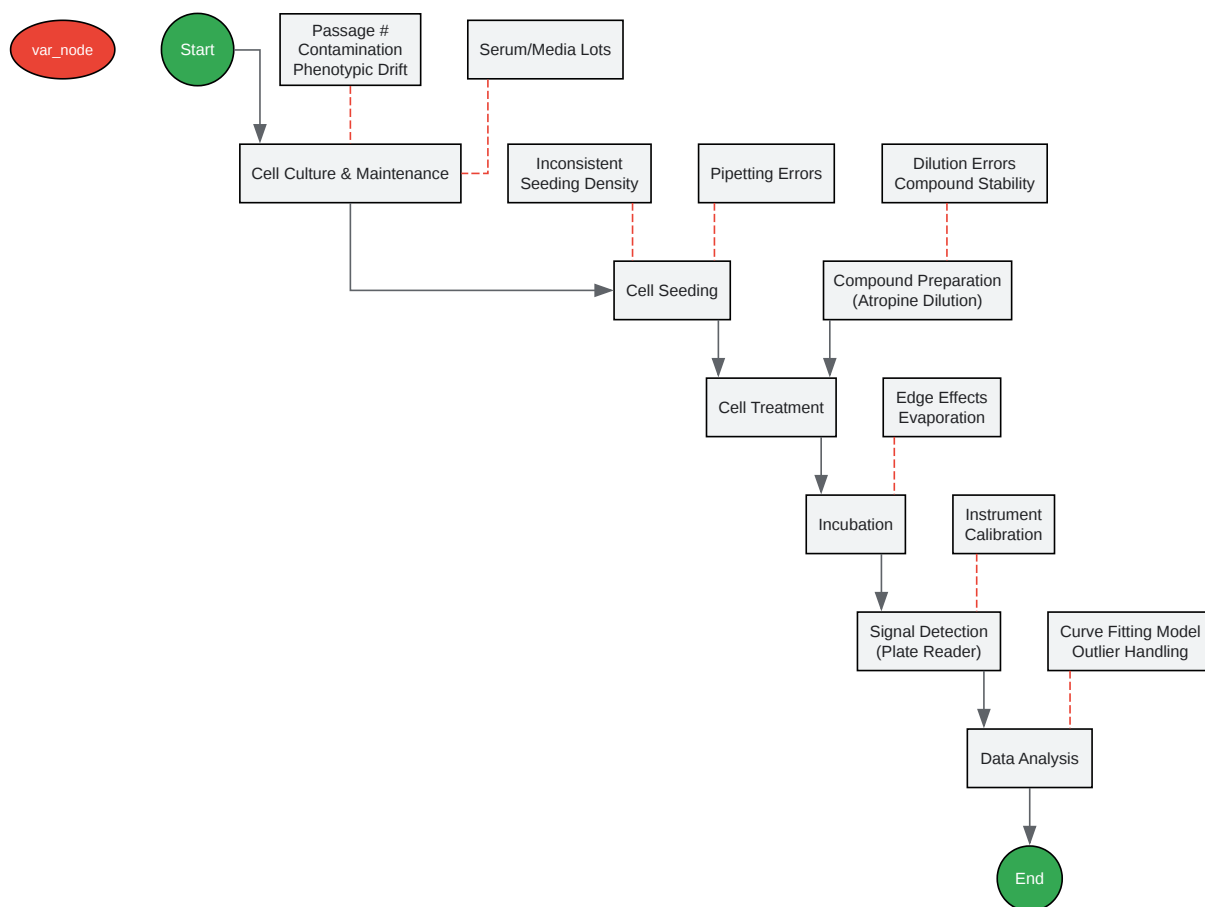 var_node
Start
Passage #
Contamination
Phenotypic Drift
Serum/Media Lots
Cell Culture & Maintenance
Inconsistent
Seeding Density
Pipetting Errors
Dilution Errors
Compound Stability
Cell Seeding
Compound Preparation
(Atropine Dilution)
Cell Treatment
Edge Effects
Evaporation
Incubation
Instrument
Calibration
Signal Detection
(Plate Reader)
Curve Fitting Model
Outlier Handling
Data Analysis
End